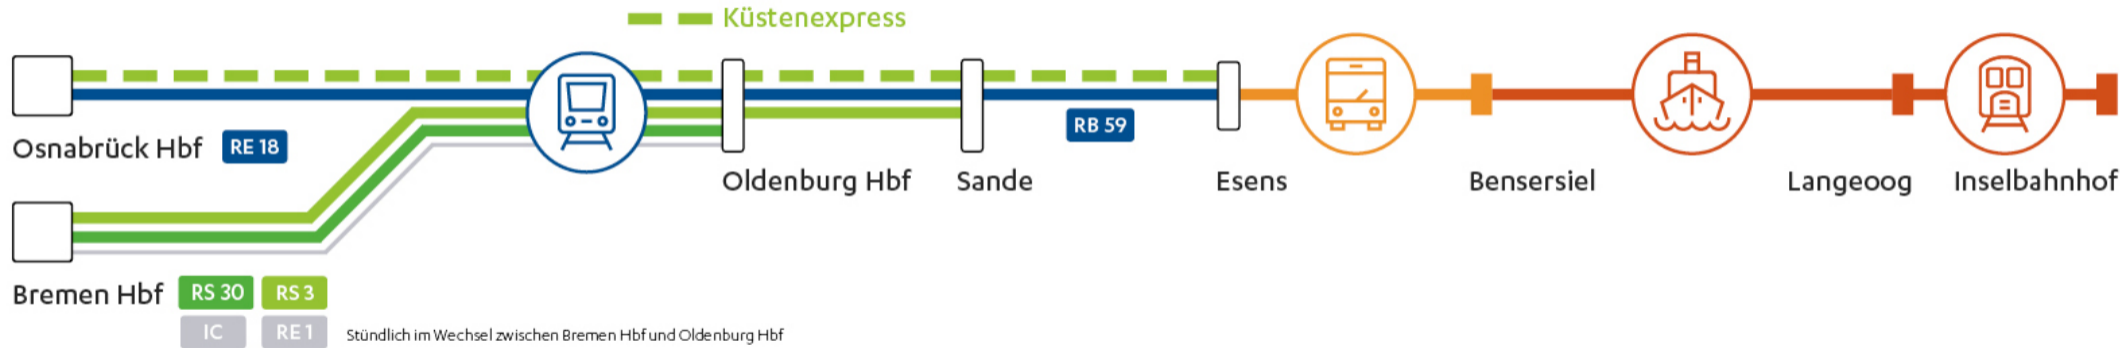 Küstenexpress
Osnabrück Hbf RE 18
RB 59
Oldenburg Hbf Sande Esens Bensersiel Langeoog Inselbahnhof
Bremen Hbf RS 30 RS 3
IC RE 1 Stündlich im Wechsel zwischen Bremen Hbf und Oldenburg Hbf